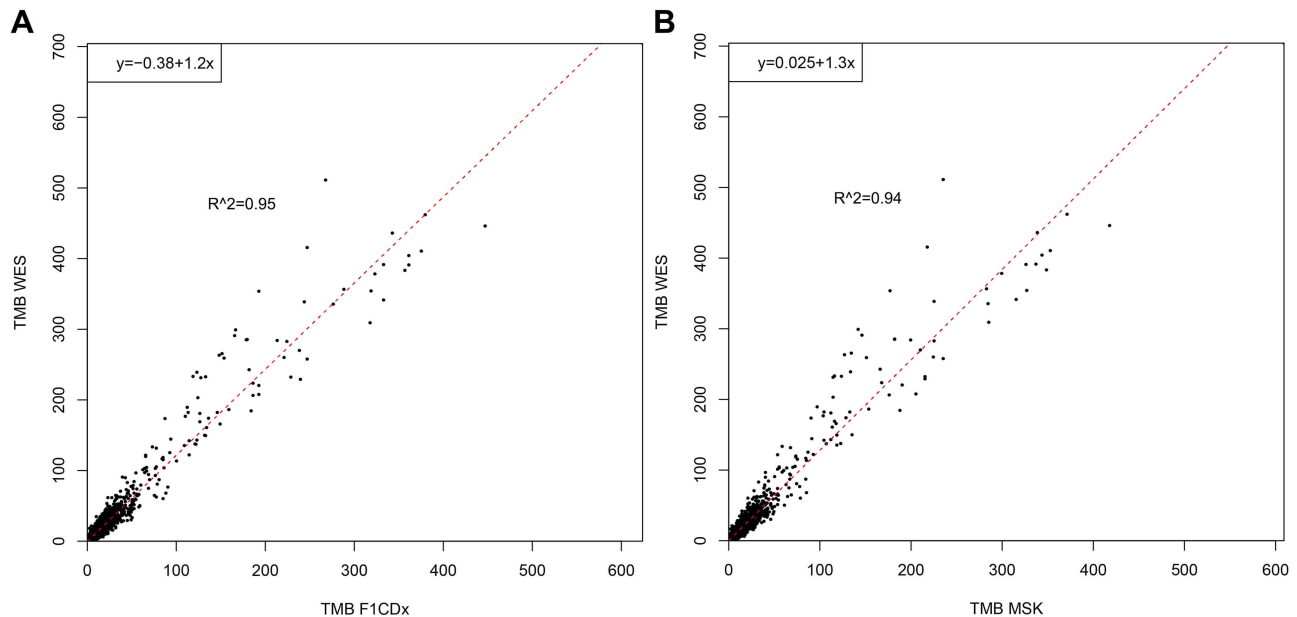 A
y=−0.38+1.2x
R^2=0.95
700
600
500
400
300
200
100
0
TMB WES
0 100 200 300 400 500 600
TMB F1CDx
B
y=0.025+1.3x
R^2=0.94
700
600
500
400
300
200
100
0
TMB WES
0 100 200 300 400 500 600
TMB MSK